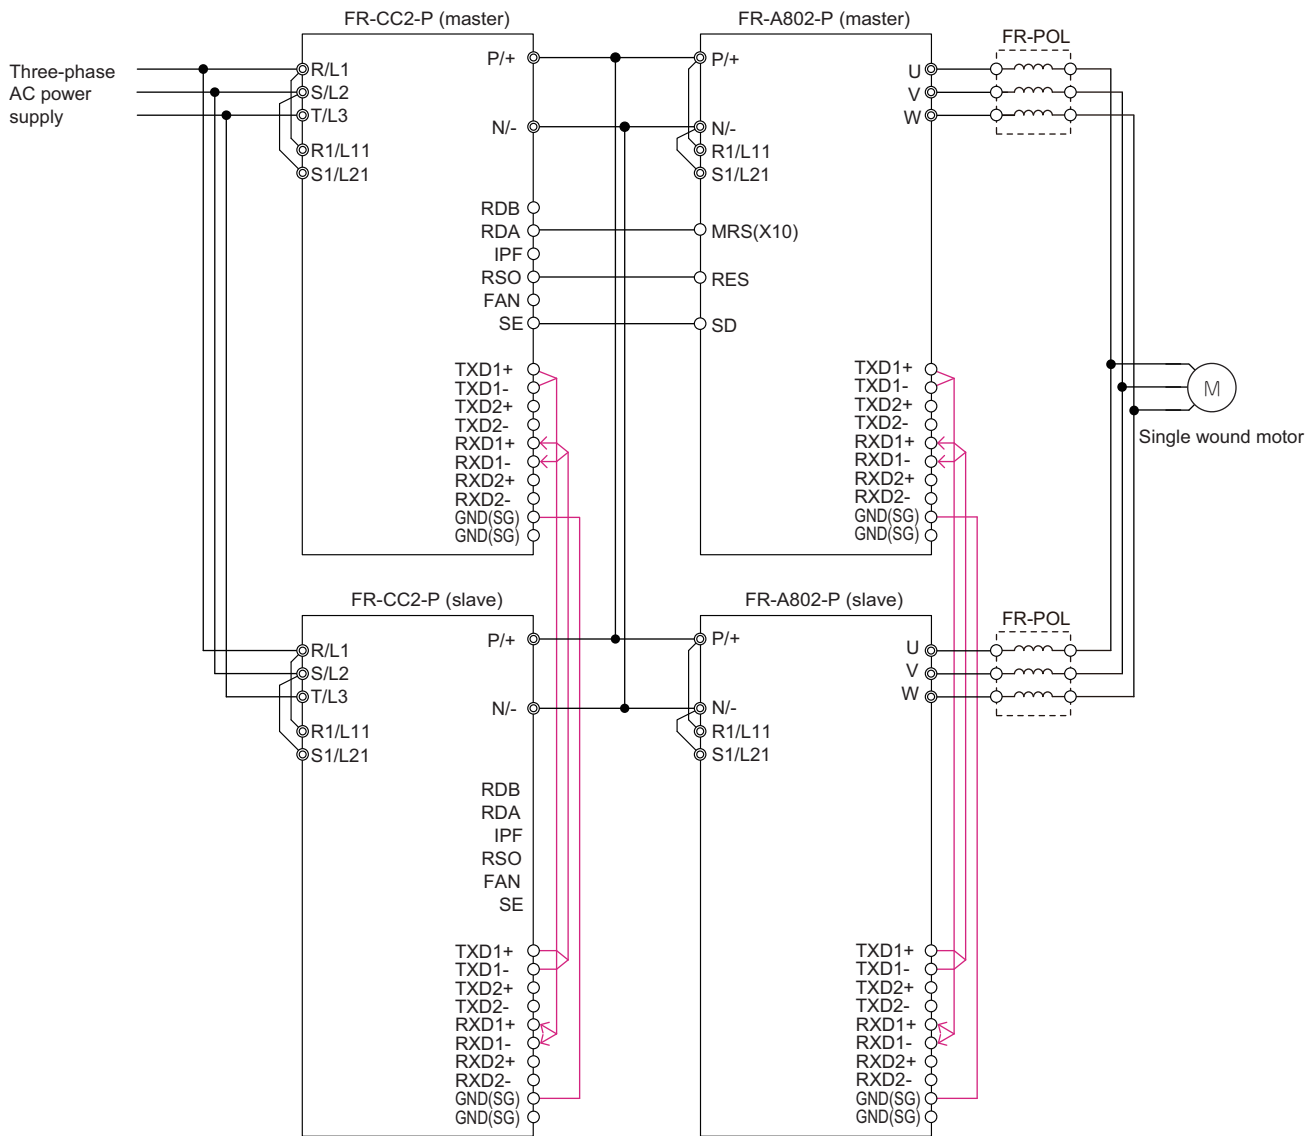 FR-CC2-P (master)
FR-A802-P (master)
FR-POL
Three-phase
AC power
supply
R/L1
S/L2
T/L3
R1/L11
S1/L21
P/+
N/-
RDB
RDA
IPF
RSO
FAN
SE
TXD1+
TXD1-
TXD2+
TXD2-
RXD1+
RXD1-
RXD2+
RXD2-
GND(SG)
GND(SG)
P/+
N/-
R1/L11
S1/L21
MRS(X10)
RES
SD
U
V
W
TXD1+
TXD1-
TXD2+
TXD2-
RXD1+
RXD1-
RXD2+
RXD2-
GND(SG)
GND(SG)
M
Single wound motor
FR-CC2-P (slave)
FR-A802-P (slave)
FR-POL
R/L1
S/L2
T/L3
R1/L11
S1/L21
P/+
N/-
RDB
RDA
IPF
RSO
FAN
SE
TXD1+
TXD1-
TXD2+
TXD2-
RXD1+
RXD1-
RXD2+
RXD2-
GND(SG)
GND(SG)
P/+
N/-
R1/L11
S1/L21
U
V
W
TXD1+
TXD1-
TXD2+
TXD2-
RXD1+
RXD1-
RXD2+
RXD2-
GND(SG)
GND(SG)